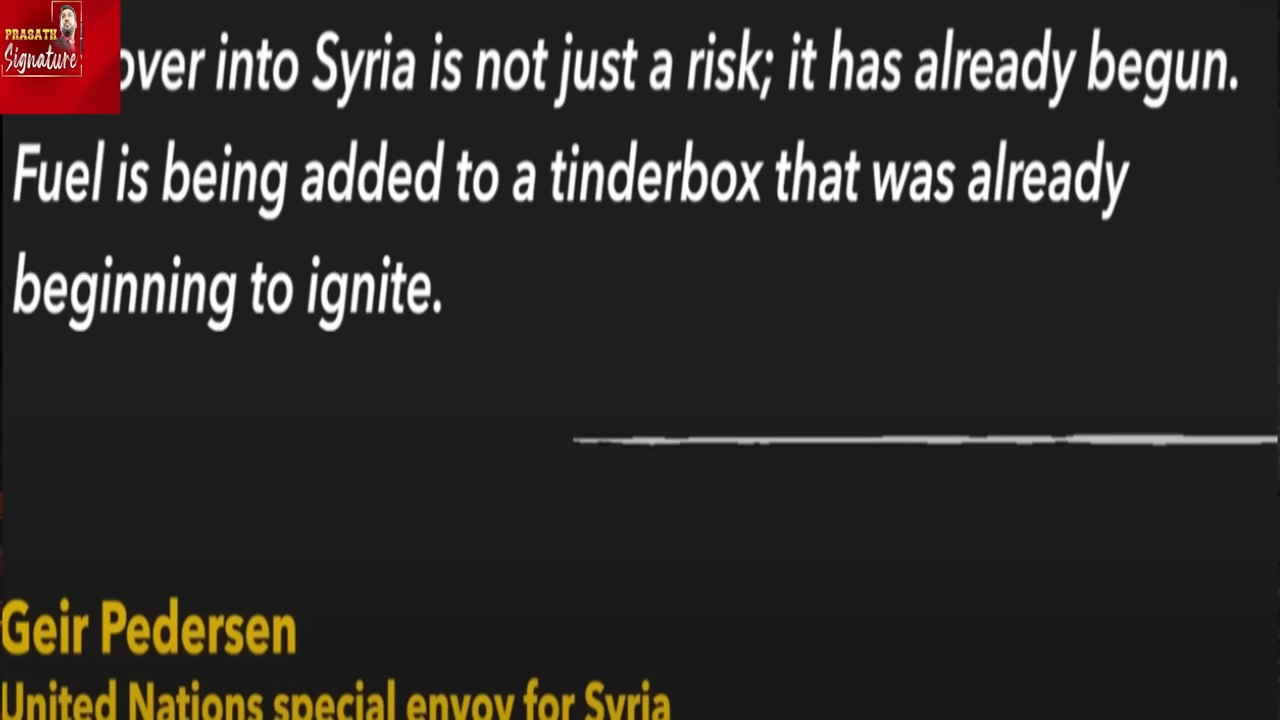 PRASATH
Signature
over into Syria is not just a risk; it has already begun.
Fuel is being added to a tinderbox that was already
beginning to ignite.
Geir Pedersen
United Nations special envoy for Syria